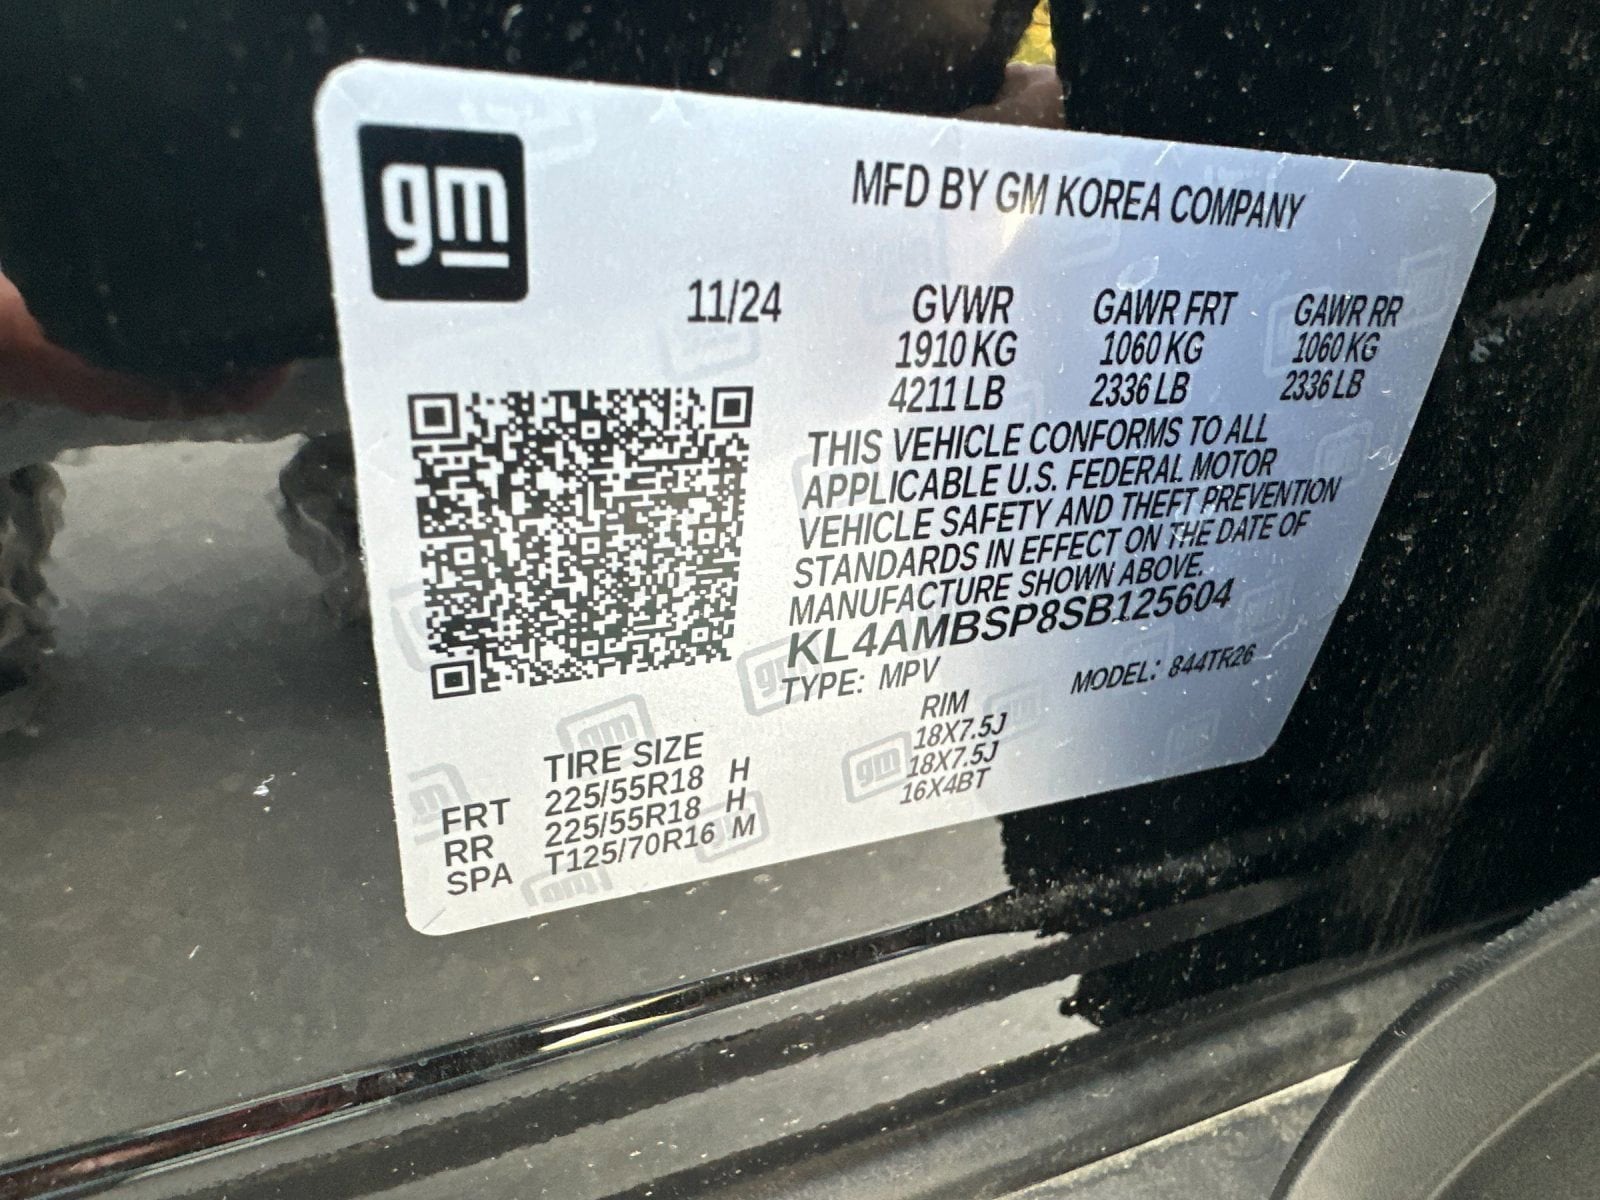 gm
MFD BY GM KOREA COMPANY
11/24 GVWR GAWR FRT GAWR RR
1910 KG 1060 KG 1060 KG
4211 LB 2336 LB 2336 LB
THIS VEHICLE CONFORMS TO ALL
APPLICABLE U.S. FEDERAL MOTOR
VEHICLE SAFETY AND THEFT PREVENTION
STANDARDS IN EFFECT ON THE DATE OF
MANUFACTURE SHOWN ABOVE.
KL4AMBSP8SB125604
TYPE: MPV MODEL: 844TR26
TIRE SIZE RIM
FRT 225/55R18 H 18X7.5J
RR 225/55R18 H 18X7.5J
SPA T125/70R16 M 16X4BT